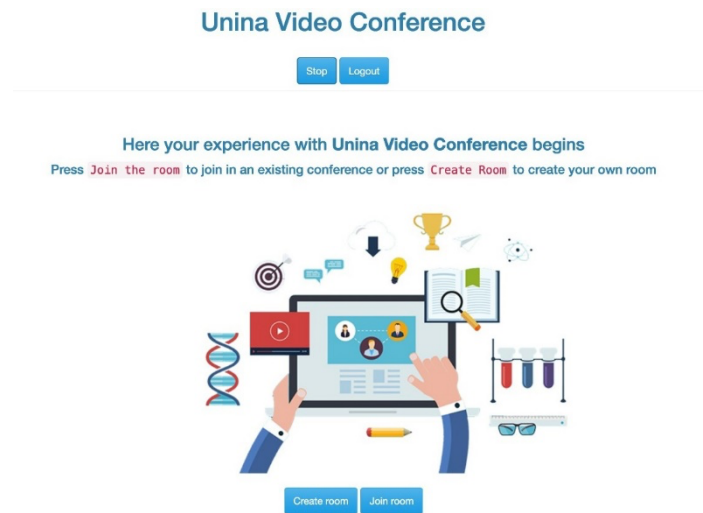 Unina Video Conference
Stop Logout
Here your experience with Unina Video Conference begins
Press Join the room to join in an existing conference or press Create Room to create your own room
Create room Join room